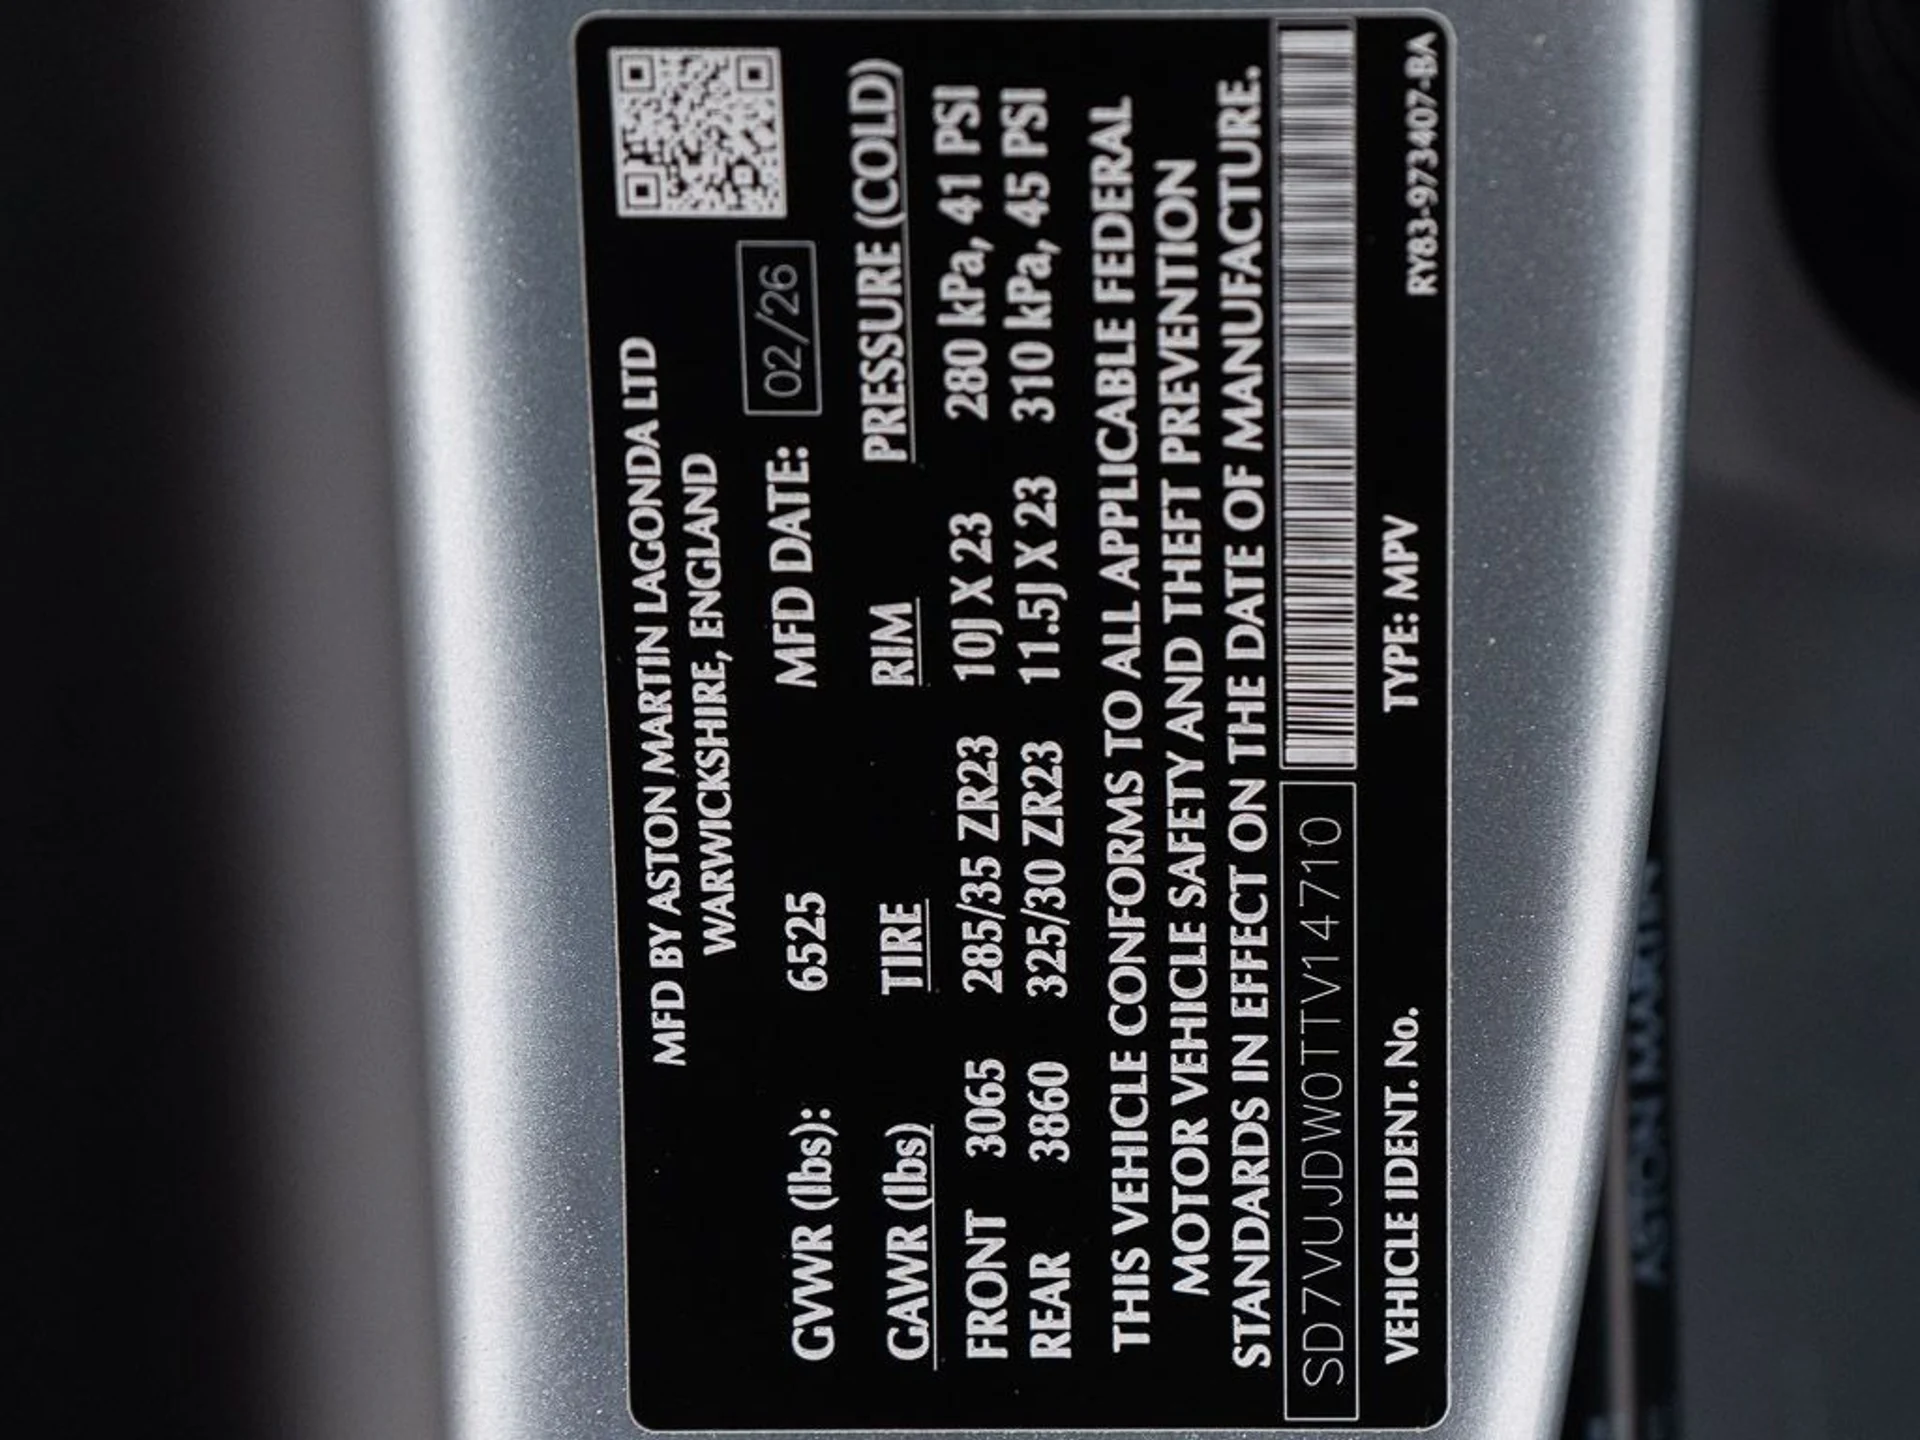 MFD BY ASTON MARTIN LAGONDA LTD
WARWICKSHIRE, ENGLAND
GVWR (lbs): 6525 MFD DATE: 02/26
GAWR (lbs) TIRE RIM PRESSURE (COLD)
FRONT 3065 285/35 ZR23 10J X 23 280 kPa, 41 PSI
REAR 3860 325/30 ZR23 11.5J X 23 310 kPa, 45 PSI
THIS VEHICLE CONFORMS TO ALL APPLICABLE FEDERAL
MOTOR VEHICLE SAFETY AND THEFT PREVENTION
STANDARDS IN EFFECT ON THE DATE OF MANUFACTURE.
SD7VUJDW0TTV14710
VEHICLE IDENT. No. TYPE: MPV RY83-973407-BA
ASTON MARTIN